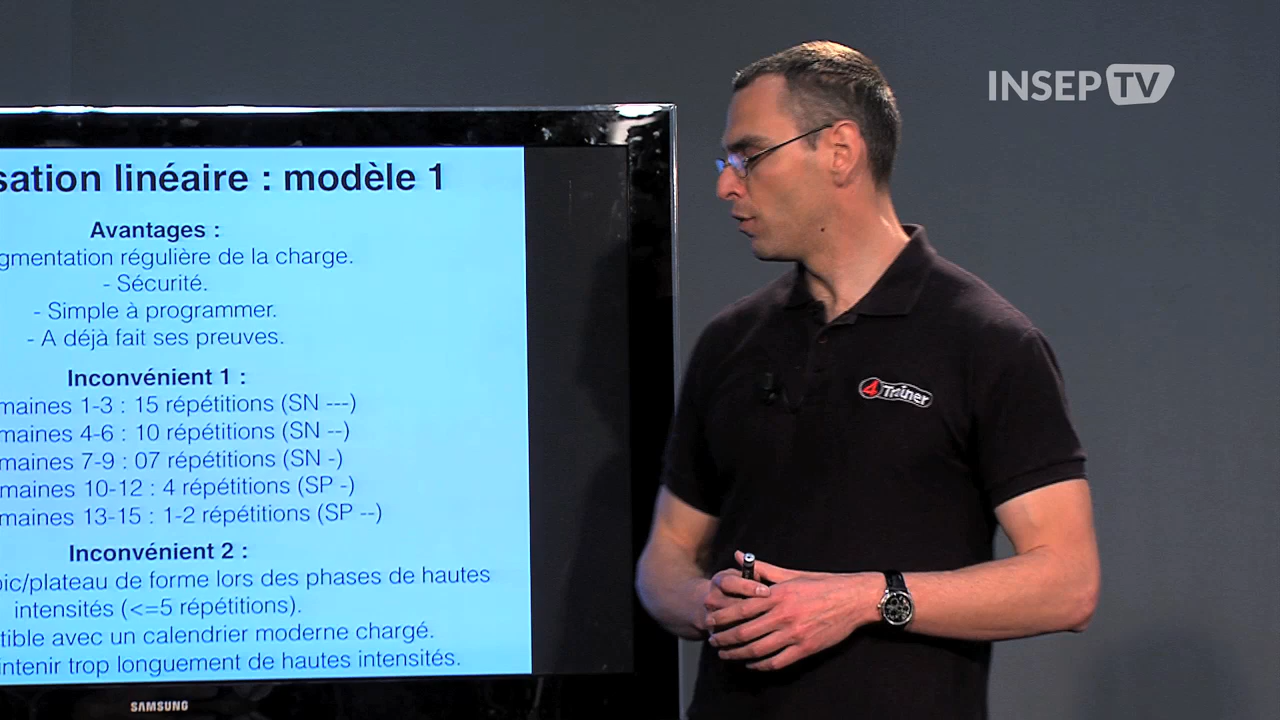 INSEP TV
sation linéaire : modèle 1
Avantages :
gmentation régulière de la charge.
- Sécurité.
- Simple à programmer.
- A déjà fait ses preuves.
Inconvénient 1 :
maines 1-3 : 15 répétitions (SN ---)
maines 4-6 : 10 répétitions (SN --)
maines 7-9 : 07 répétitions (SN -)
maines 10-12 : 4 répétitions (SP -)
maines 13-15 : 1-2 répétitions (SP --)
Inconvénient 2 :
pic/plateau de forme lors des phases de hautes
intensités (<=5 répétitions).
tible avec un calendrier moderne chargé.
intenir trop longuement de hautes intensités.
SAMSUNG
4Trainer